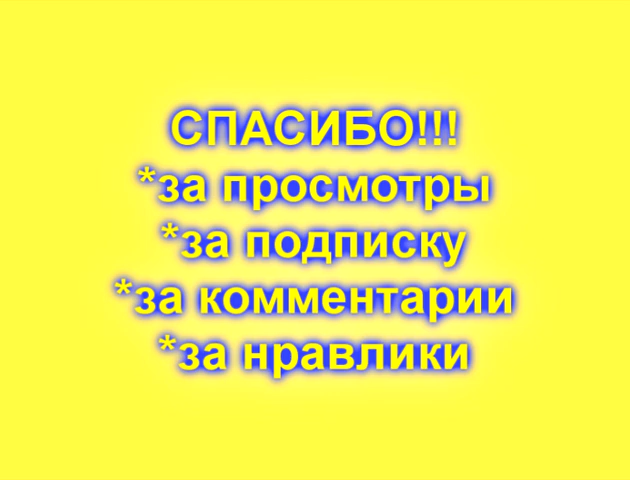 СПАСИБО!!!
*за просмотры
*за подписку
*за комментарии
*за нравлики